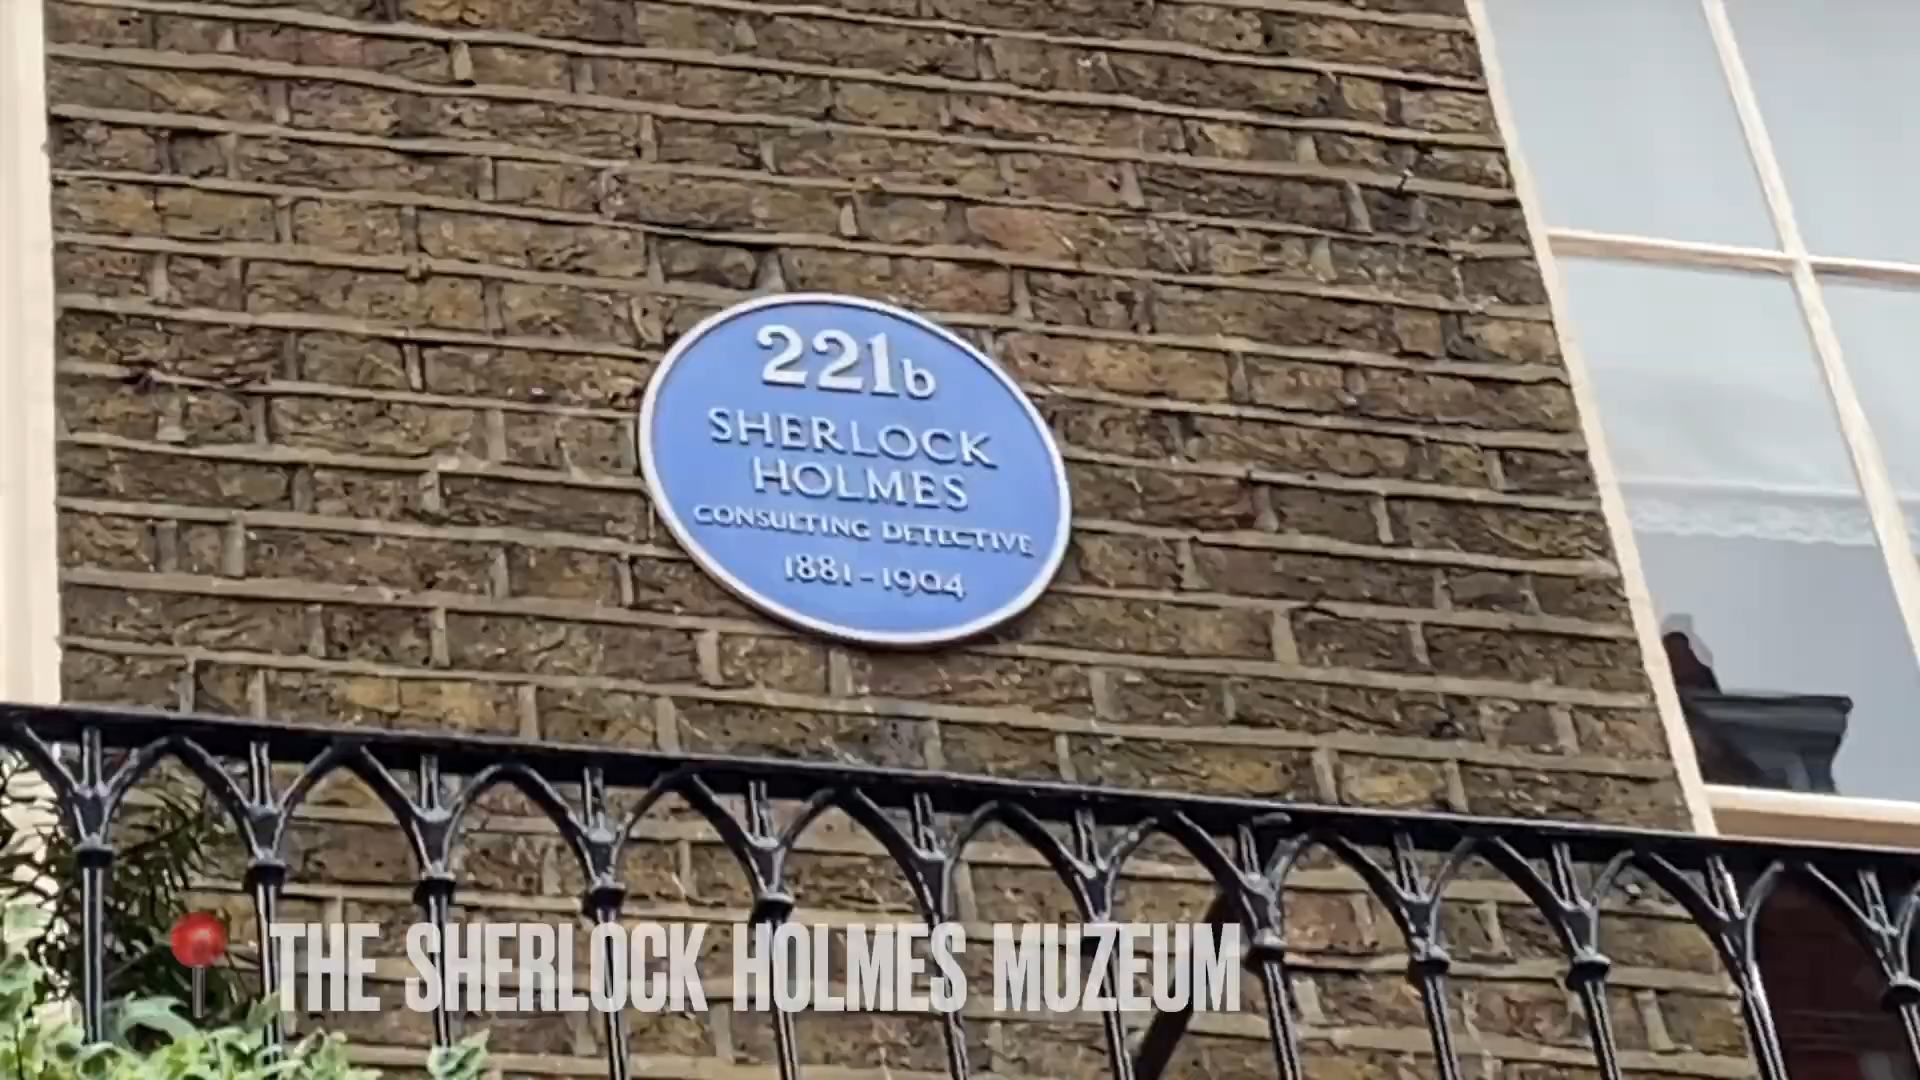 221b
SHERLOCK
HOLMES
CONSULTING DETECTIVE
1881-1904
THE SHERLOCK HOLMES MUZEUM